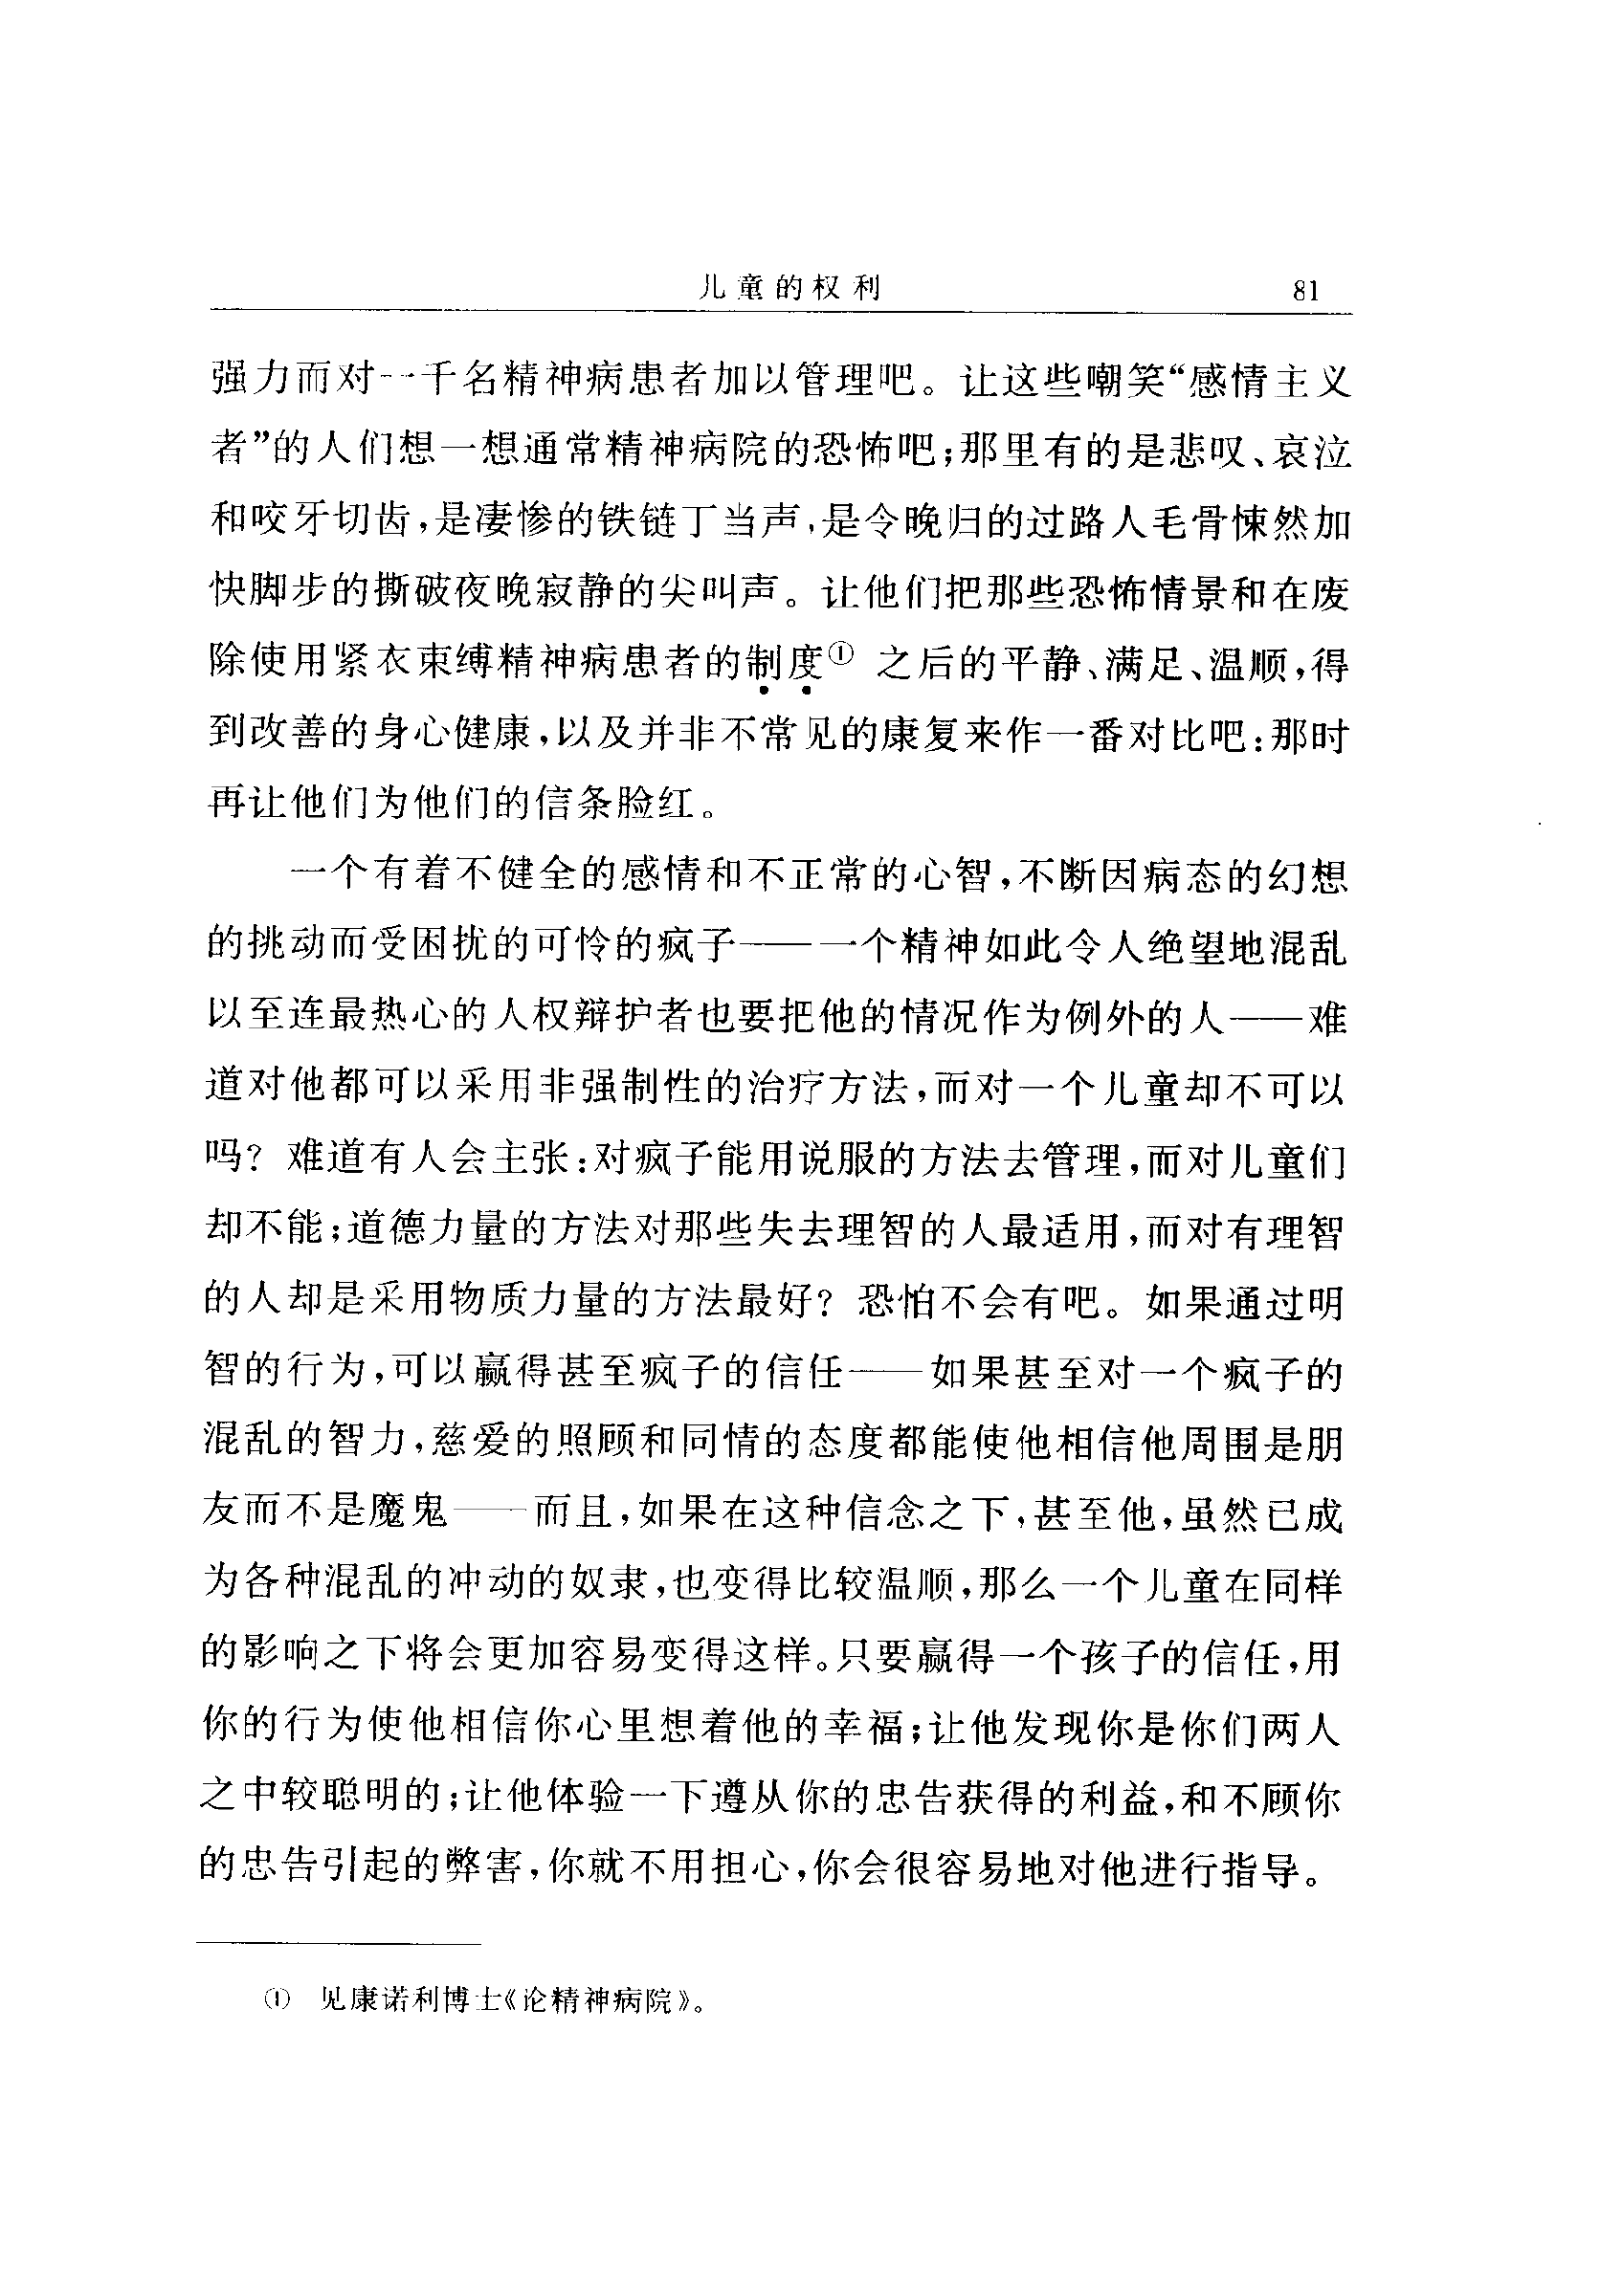 儿童的权利 81
强力而对一千名精神病患者加以管理吧。让这些嘲笑“感情主义
者”的人们想一想通常精神病院的恐怖吧；那里有的是悲叹、哀泣
和咬牙切齿，是凄惨的铁链丁当声，是令晚归的过路人毛骨悚然加
快脚步的撕破夜晚寂静的尖叫声。让他们把那些恐怖情景和在废
除使用紧衣束缚精神病患者的制度① 之后的平静、满足、温顺，得
到改善的身心健康，以及并非不常见的康复来作一番对比吧：那时
再让他们为他们的信条脸红。
一个有着不健全的感情和不正常的心智，不断因病态的幻想
的挑动而受困扰的可怜的疯子——一个精神如此令人绝望地混乱
以至连最热心的人权辩护者也要把他的情况作为例外的人——难
道对他都可以采用非强制性的治疗方法，而对一个儿童却不可以
吗？难道有人会主张：对疯子能用说服的方法去管理，而对儿童们
却不能；道德力量的方法对那些失去理智的人最适用，而对有理智
的人却是采用物质力量的方法最好？恐怕不会有吧。如果通过明
智的行为，可以赢得甚至疯子的信任——如果甚至对一个疯子的
混乱的智力，慈爱的照顾和同情的态度都能使他相信他周围是朋
友而不是魔鬼——而且，如果在这种信念之下，甚至他，虽然已成
为各种混乱的冲动的奴隶，也变得比较温顺，那么一个儿童在同样
的影响之下将会更加容易变得这样。只要赢得一个孩子的信任，用
你的行为使他相信你心里想着他的幸福；让他发现你是你们两人
之中较聪明的；让他体验一下遵从你的忠告获得的利益，和不顾你
的忠告引起的弊害，你就不用担心，你会很容易地对他进行指导。
① 见康诺利博士《论精神病院》。